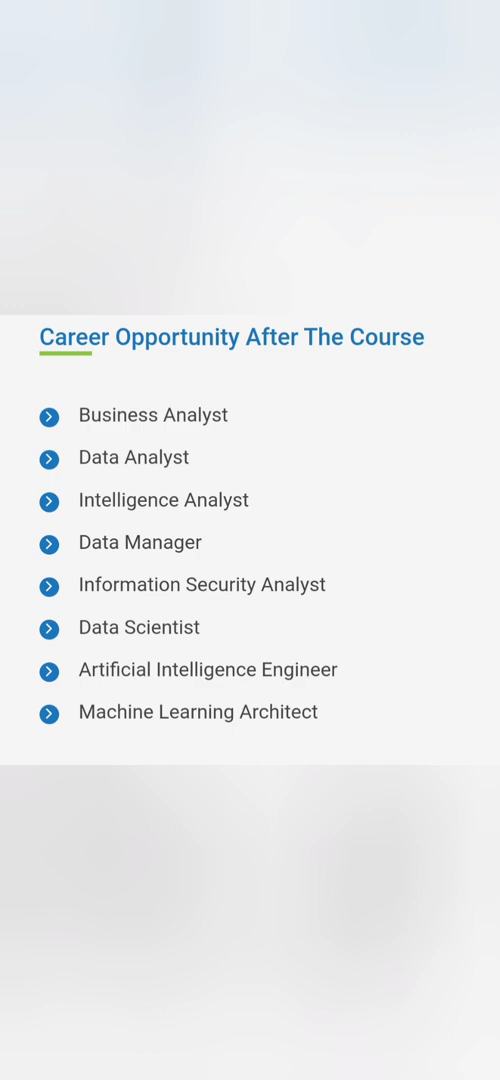 Career Opportunity After The Course
Business Analyst
Data Analyst
Intelligence Analyst
Data Manager
Information Security Analyst
Data Scientist
Artificial Intelligence Engineer
Machine Learning Architect